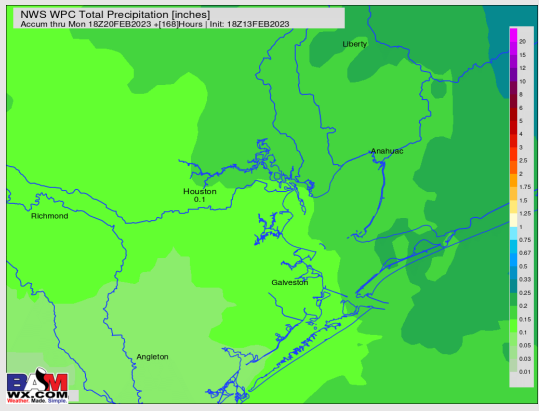 NWS WPC Total Precipitation [inches]
Accum thru Mon 18Z20FEB2023 +[168]Hours | Init: 18Z13FEB2023
Liberty
Anahuac
Houston
0.1
Richmond
Galveston
Angleton
20
15
12
10
8
6
5
4
3
2.5
2
1.75
1.5
1.25
1
0.75
0.67
0.5
0.33
0.25
0.2
0.15
0.1
0.05
0.03
0.01
BAM
WX.COM
Weather. Made. Simple.